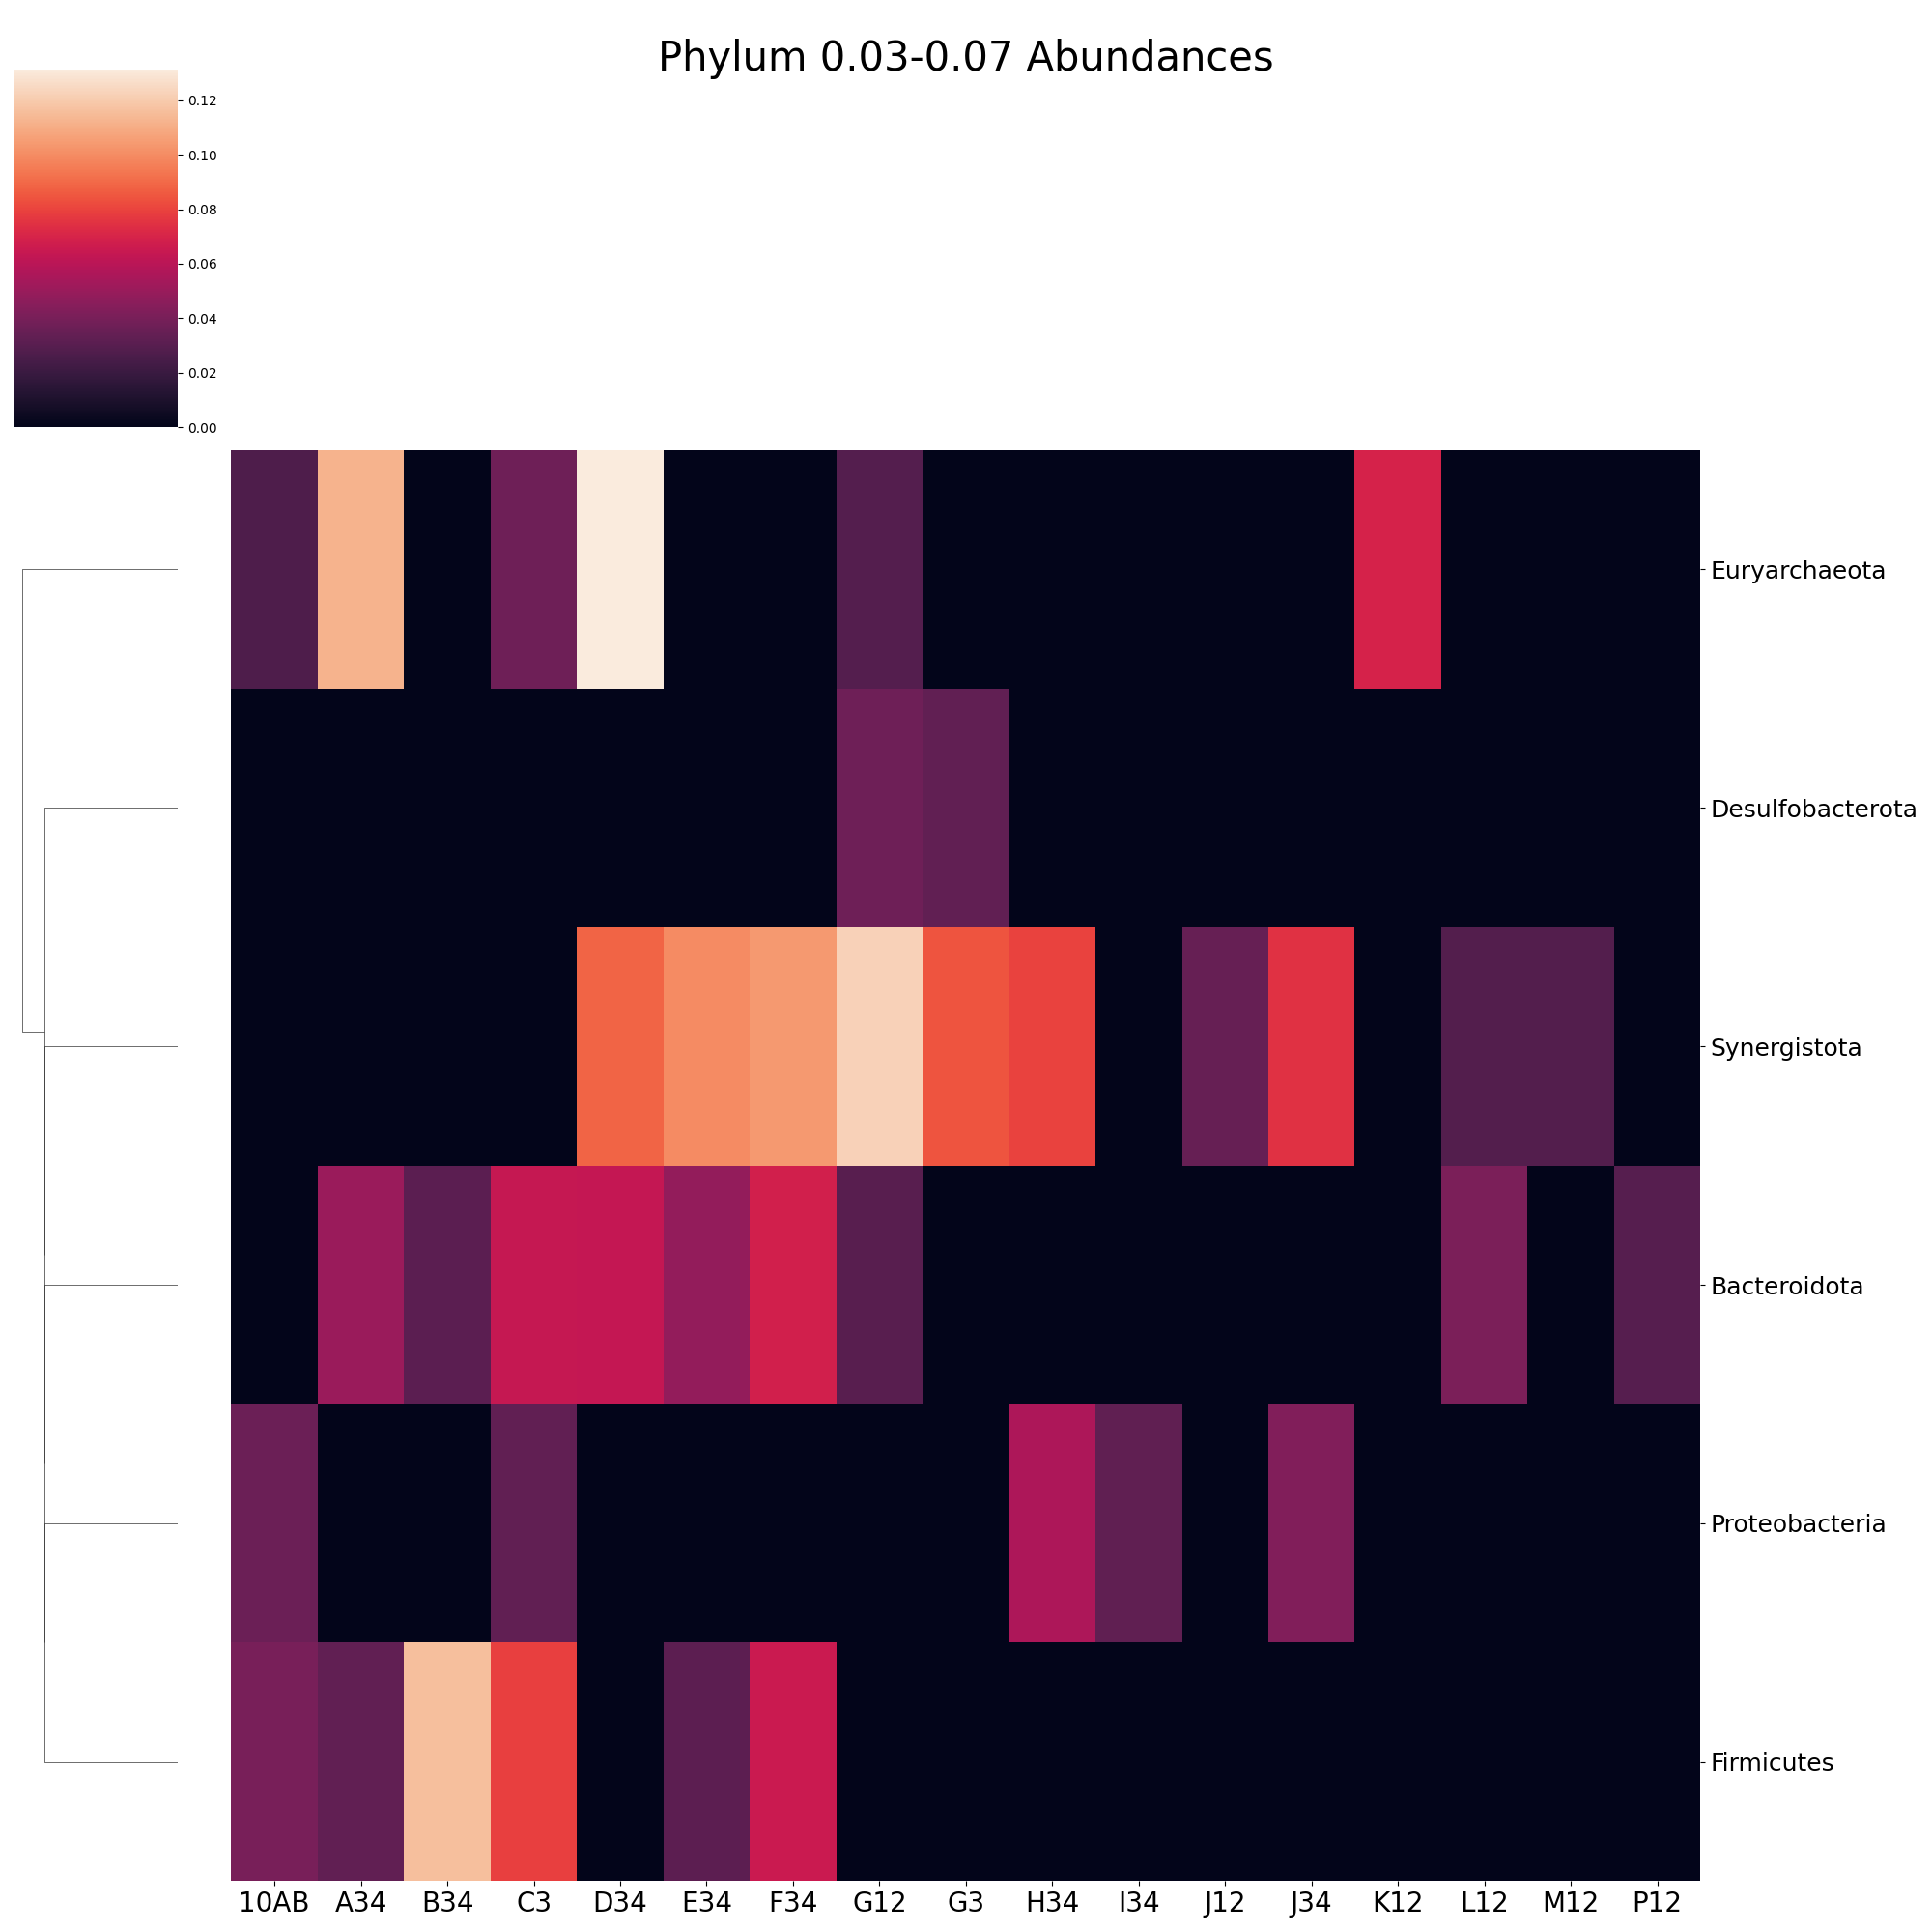 Phylum 0.03-0.07 Abundances
0.12
0.10
0.08
0.06
0.04
0.02
0.00
Euryarchaeota
Desulfobacterota
Synergistota
Bacteroidota
Proteobacteria
Firmicutes
10AB A34 B34 C3 D34 E34 F34 G12 G3 H34 I34 J12 J34 K12 L12 M12 P12